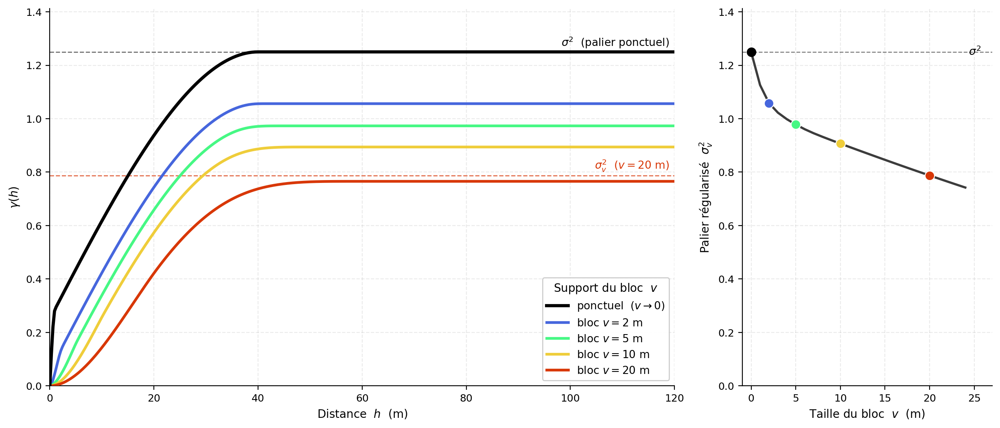 1.4
1.2
1.0
0.8
0.6
0.4
0.2
0.0
γ(h)
0
20
40
60
80
100
120
Distance h (m)
σ² (palier ponctuel)
σ²ᵥ (v = 20 m)
Support du bloc v
ponctuel (v → 0)
bloc v = 2 m
bloc v = 5 m
bloc v = 10 m
bloc v = 20 m
1.4
1.2
1.0
0.8
0.6
0.4
0.2
0.0
Palier régularisé σ²ᵥ
σ²
0
5
10
15
20
25
Taille du bloc v (m)